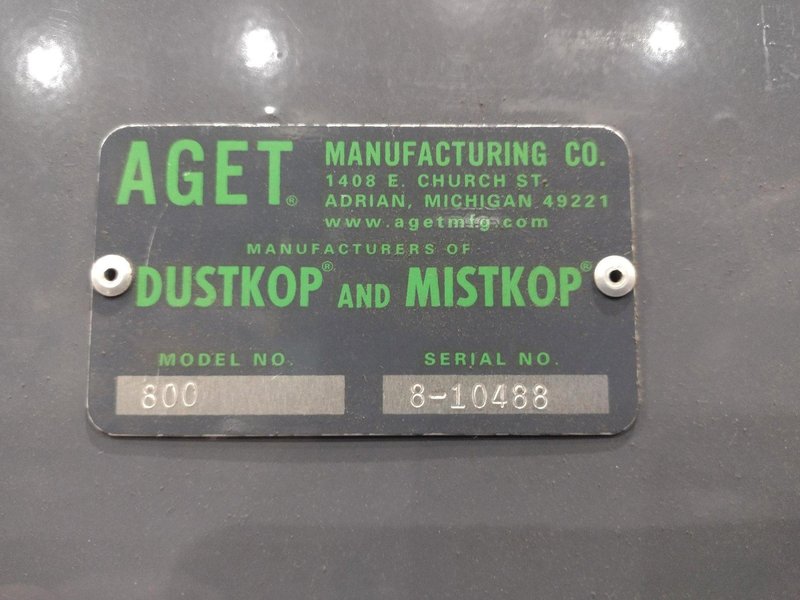 AGET® MANUFACTURING CO.
1408 E. CHURCH ST.
ADRIAN, MICHIGAN 49221
www.agetmfg.com
MANUFACTURERS OF
DUSTKOP® AND MISTKOP®
MODEL NO. SERIAL NO.
800 8-10488